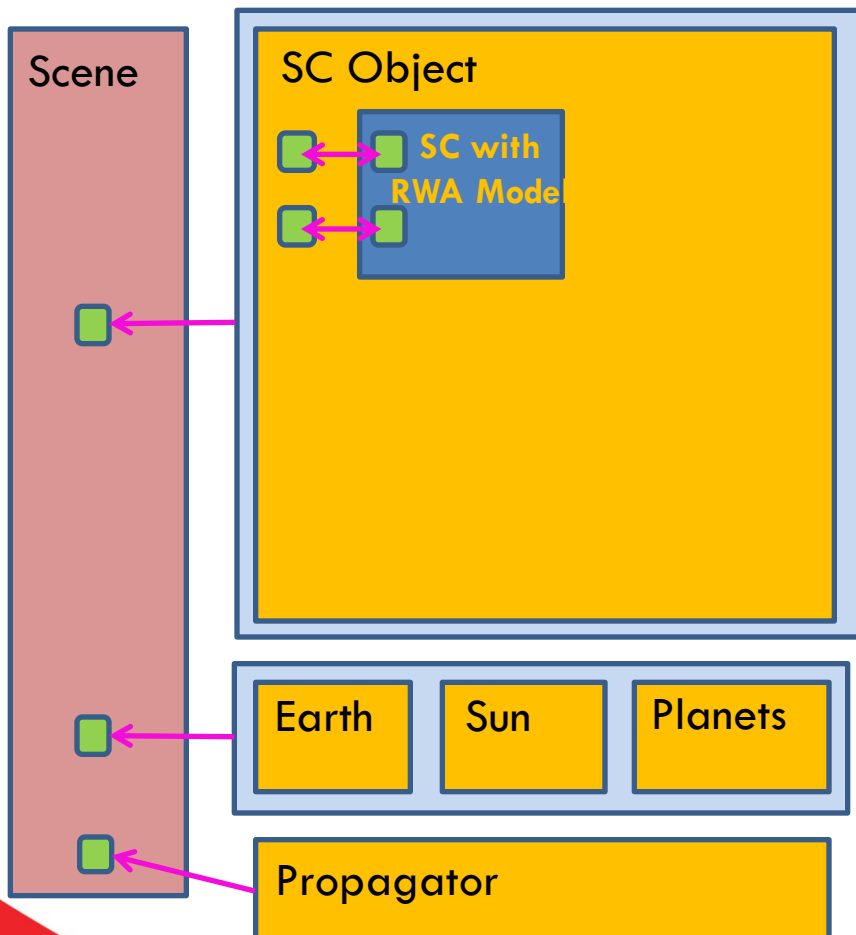 Scene
SC Object
SC with
RWA Model
Earth
Sun
Planets
Propagator